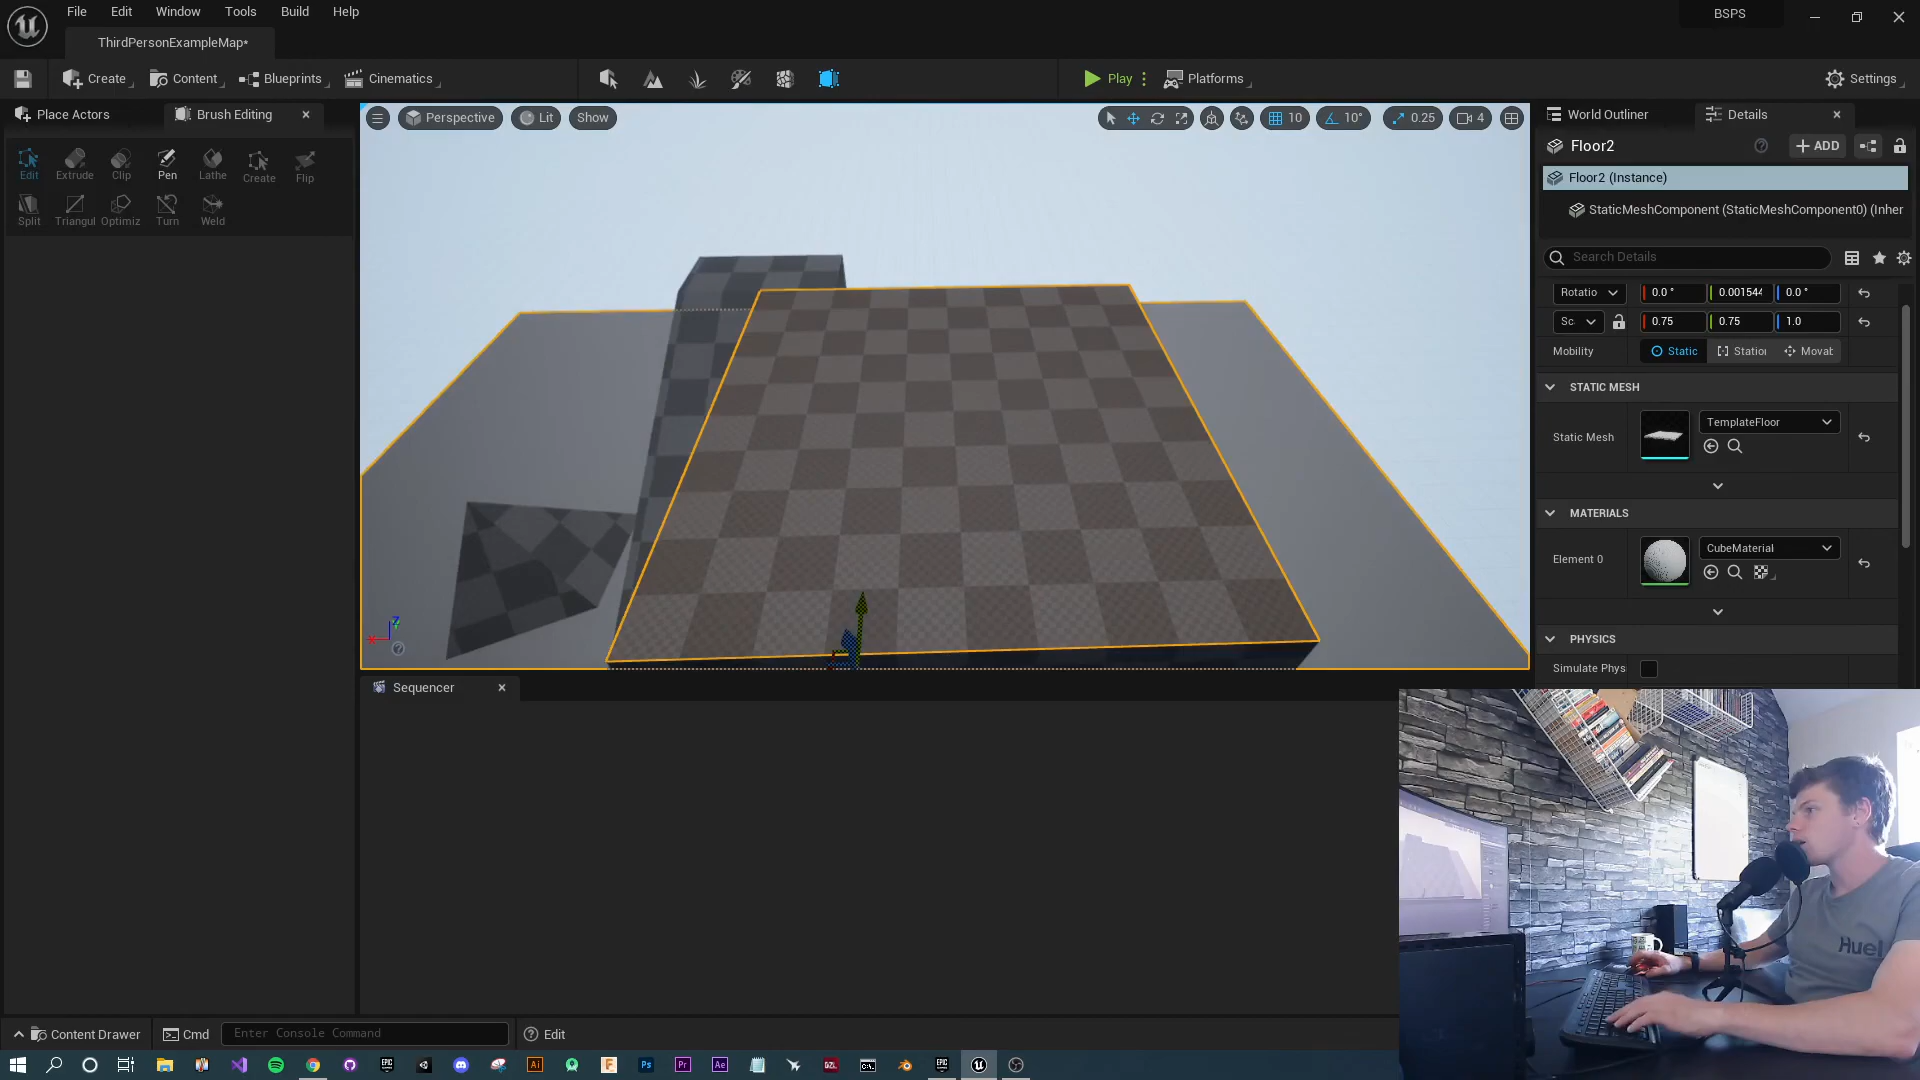 File Edit Window Tools Build Help
BSPS
ThirdPersonExampleMap*
Create Content Blueprints Cinematics Play Platforms Settings
Place Actors Brush Editing
Perspective Lit Show
10 10° 0.25 4
World Outliner Details
Edit Extrude Clip Pen Lathe Create Flip
Split Triangul Optimiz Turn Weld
Floor2 ADD
Floor2 (Instance)
StaticMeshComponent (StaticMeshComponent0) (Inher
Search Details
Rotatio 0.0 ° 0.001544 0.0 °
Sc 0.75 0.75 1.0
Mobility Static Statior Movab
STATIC MESH
Static Mesh TemplateFloor
MATERIALS
Element 0 CubeMaterial
PHYSICS
Simulate Phys
Sequencer
Huel
Content Drawer Cmd Enter Console Command Edit